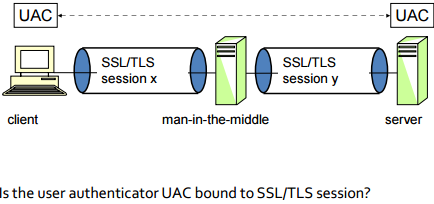 UAC UAC
SSL/TLS SSL/TLS
session x session y
client man-in-the-middle server
Is the user authenticator UAC bound to SSL/TLS session?